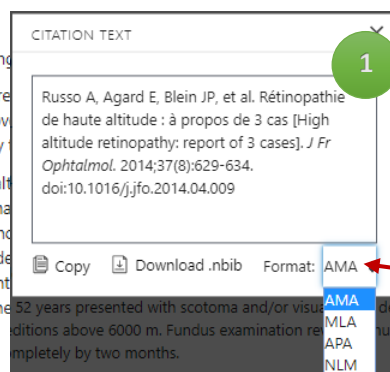 CITATION TEXT
1
Russo A, Agard E, Blein JP, et al. Rétinopathie
de haute altitude : à propos de 3 cas [High
altitude retinopathy: report of 3 cases]. J Fr
Ophtalmol. 2014;37(8):629-634.
doi:10.1016/j.jfo.2014.04.009
Copy Download .nbib Format: AMA
AMA
MLA
APA
NLM
52 years presented with scotoma and/or
editions above 6000 m. Fundus examination
mpletely by two months.